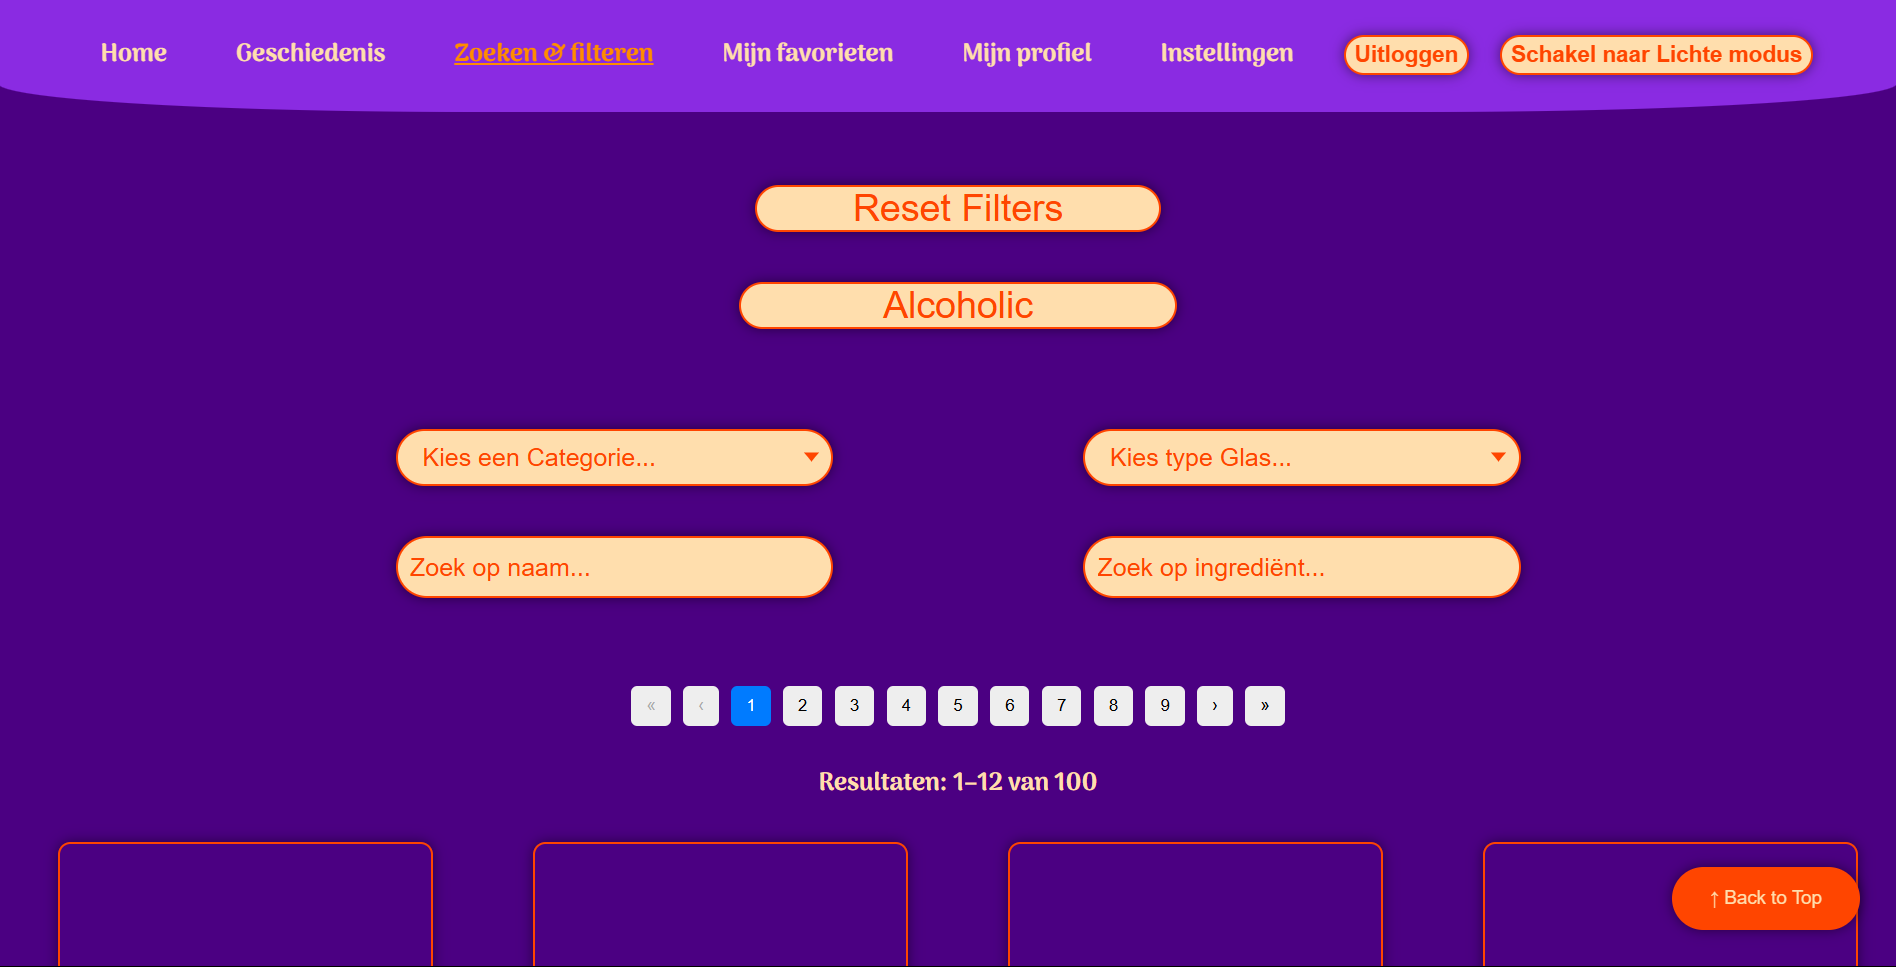 Home Geschiedenis Zoeken & filteren Mijn favorieten Mijn profiel Instellingen Uitloggen Schakel naar Lichte modus
Reset Filters
Alcoholic
Kies een Categorie... Kies type Glas...
Zoek op naam... Zoek op ingrediënt...
« ‹ 1 2 3 4 5 6 7 8 9 › »
Resultaten: 1–12 van 100
↑ Back to Top